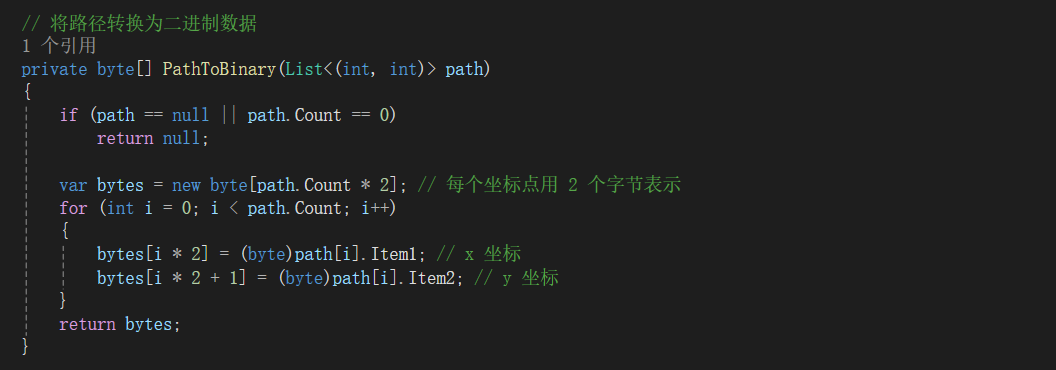 // 将路径转换为二进制数据
1 个引用
private byte[] PathToBinary(List<(int, int)> path)
{
if (path == null || path.Count == 0)
return null;
var bytes = new byte[path.Count * 2]; // 每个坐标点用 2 个字节表示
for (int i = 0; i < path.Count; i++)
{
bytes[i * 2] = (byte)path[i].Item1; // x 坐标
bytes[i * 2 + 1] = (byte)path[i].Item2; // y 坐标
}
return bytes;
}